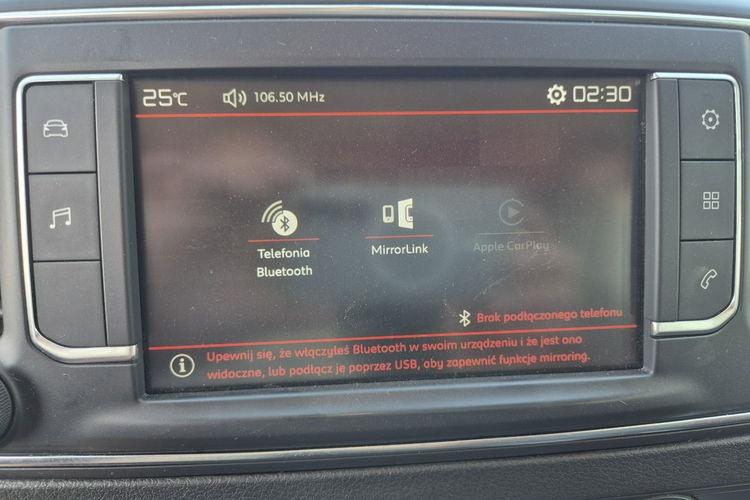 25°C 106.50 MHz 02:30
Telefonia
Bluetooth
MirrorLink
Apple CarPlay
Brak podłączonego telefonu
Upewnij się, że włączyłeś Bluetooth w swoim urządzeniu i że jest ono
widoczne, lub podłącz je poprzez USB, aby zapewnić funkcję mirroring.